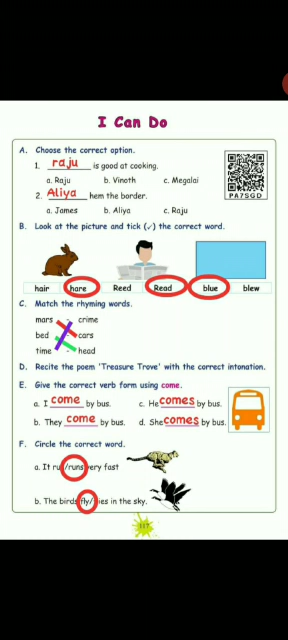 I Can Do
A. Choose the correct option.
1. raju is good at cooking.
a. Raju b. Vinoth c. Megalai
PA7SGD
2. Aliya hem the border.
a. James b. Aliya c. Raju
B. Look at the picture and tick (✓) the correct word.
hair hare Reed Read blue blew
C. Match the rhyming words.
mars - crime
bed - cars
time - head
D. Recite the poem 'Treasure Trove' with the correct intonation.
E. Give the correct verb form using come.
a. I come by bus. c. He comes by bus.
b. They come by bus. d. She comes by bus.
F. Circle the correct word.
a. It ru /runs very fast
b. The birds fly/ ies in the sky.
117